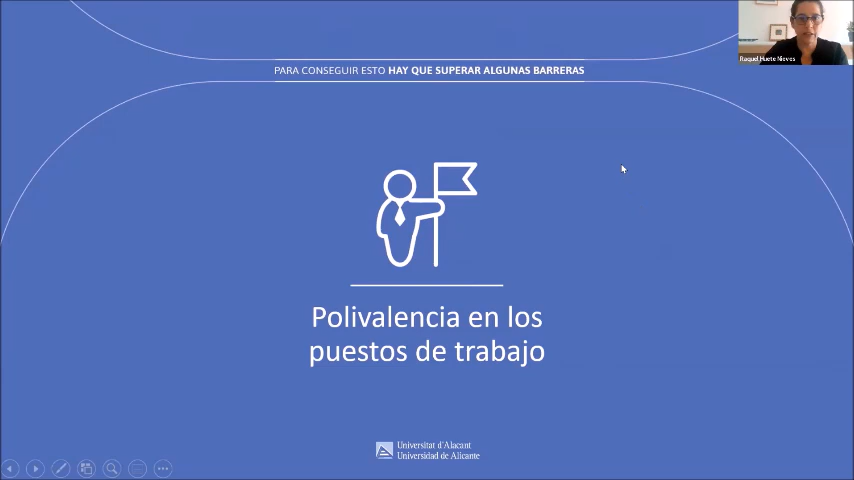 PARA CONSEGUIR ESTO HAY QUE SUPERAR ALGUNAS BARRERAS
Raquel Huete Nieves
Polivalencia en los
puestos de trabajo
Universitat d'Alacant
Universidad de Alicante